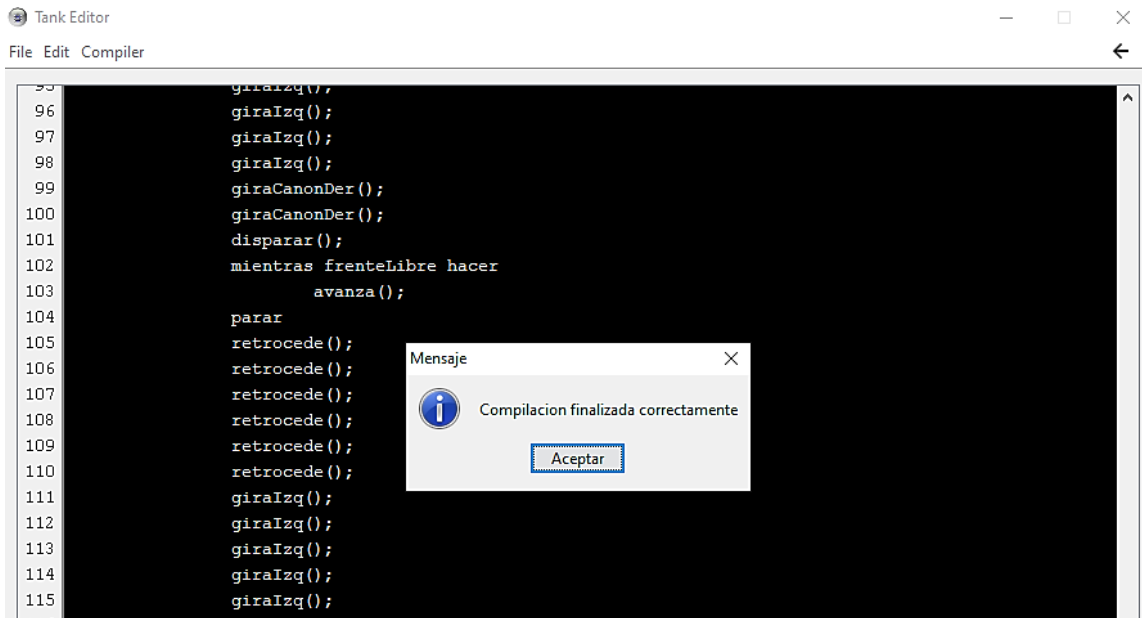 Tank Editor
File Edit Compiler
95 giraIzq();
96 giraIzq();
97 giraIzq();
98 giraIzq();
99 giraCanonDer();
100 giraCanonDer();
101 disparar();
102 mientras frenteLibre hacer
103 avanza();
104 parar
105 retrocede();
106 retrocede();
107 retrocede();
108 retrocede();
109 retrocede();
110 retrocede();
111 giraIzq();
112 giraIzq();
113 giraIzq();
114 giraIzq();
115 giraIzq();
Mensaje
Compilacion finalizada correctamente
Aceptar